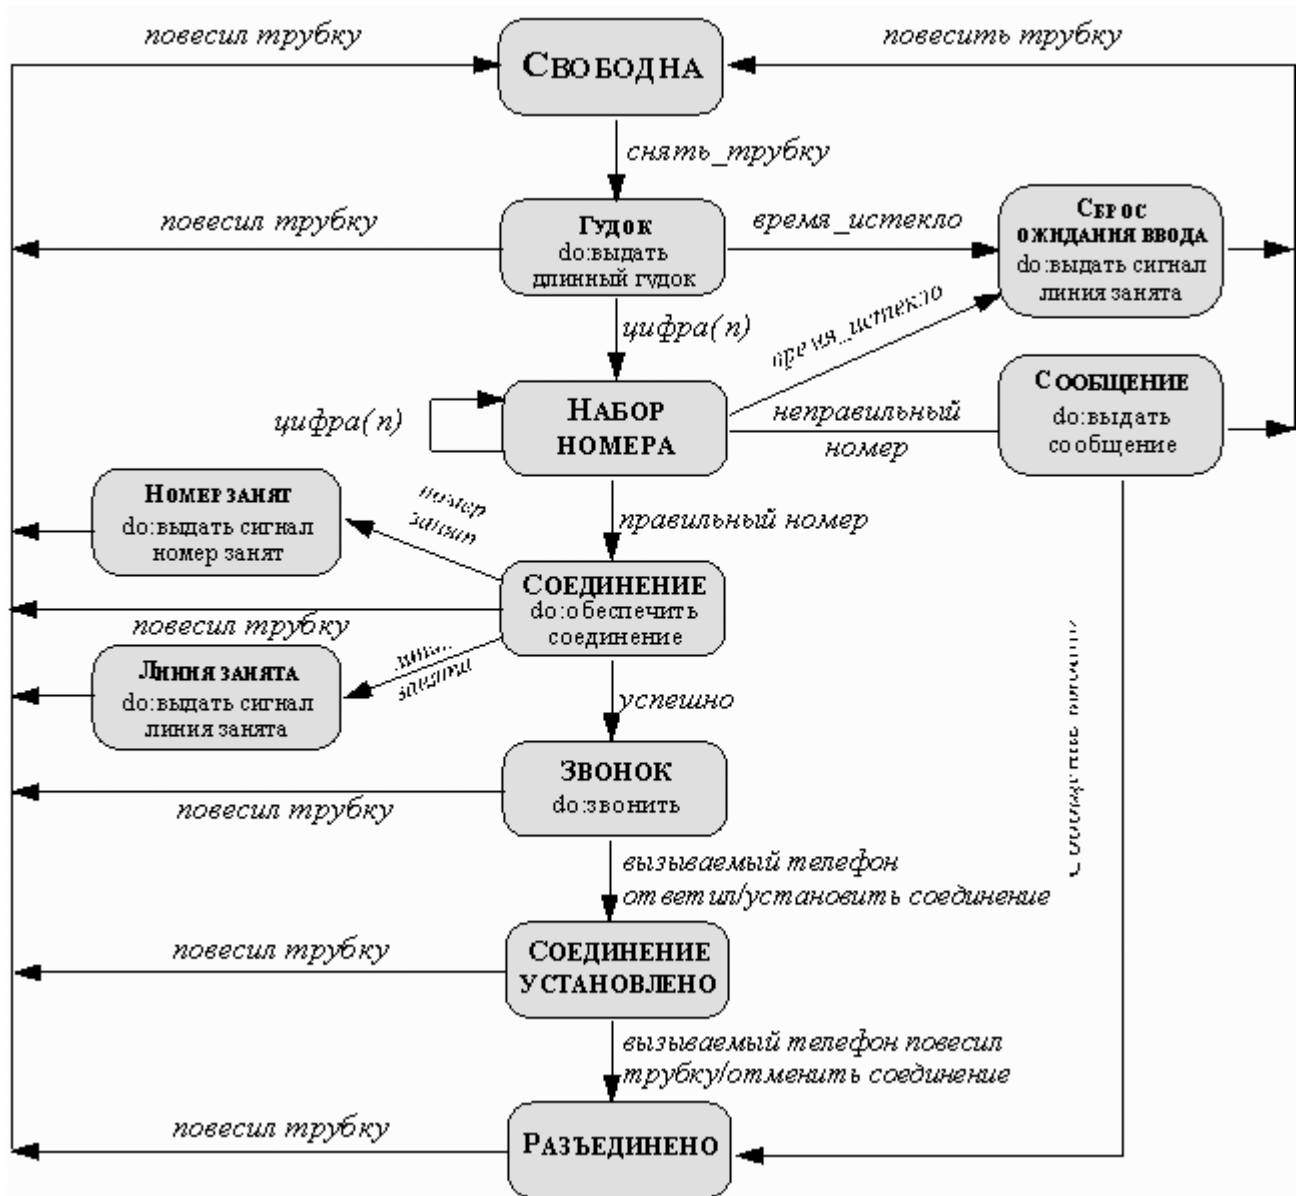 повесил трубку
повесить трубку
СВОБОДНА
снять_трубку
повесил трубку
ГУДОК
do:выдать
длинный гудок
время_истекло
СБРОС
ОЖИДАНИЯ ВВОДА
do:выдать сигнал
линия занята
цифра(n)
время_истекло
цифра(n)
НАБОР
НОМЕРА
неправильный
номер
СООБЩЕНИЕ
do:выдать
сообщение
НОМЕР ЗАНЯТ
do:выдать сигнал
номер занят
номер
занят
правильный номер
СОЕДИНЕНИЕ
do:обеспечить
соединение
повесил трубку
ЛИНИЯ ЗАНЯТА
do:выдать сигнал
линия занята
занята
успешно
ЗВОНОК
do:звонить
повесил трубку
вызываемый телефон
ответил/установить соединение
повесил трубку
СОЕДИНЕНИЕ
УСТАНОВЛЕНО
вызываемый телефон повесил
трубку/отменить соединение
повесил трубку
РАЗЪЕДИНЕНО